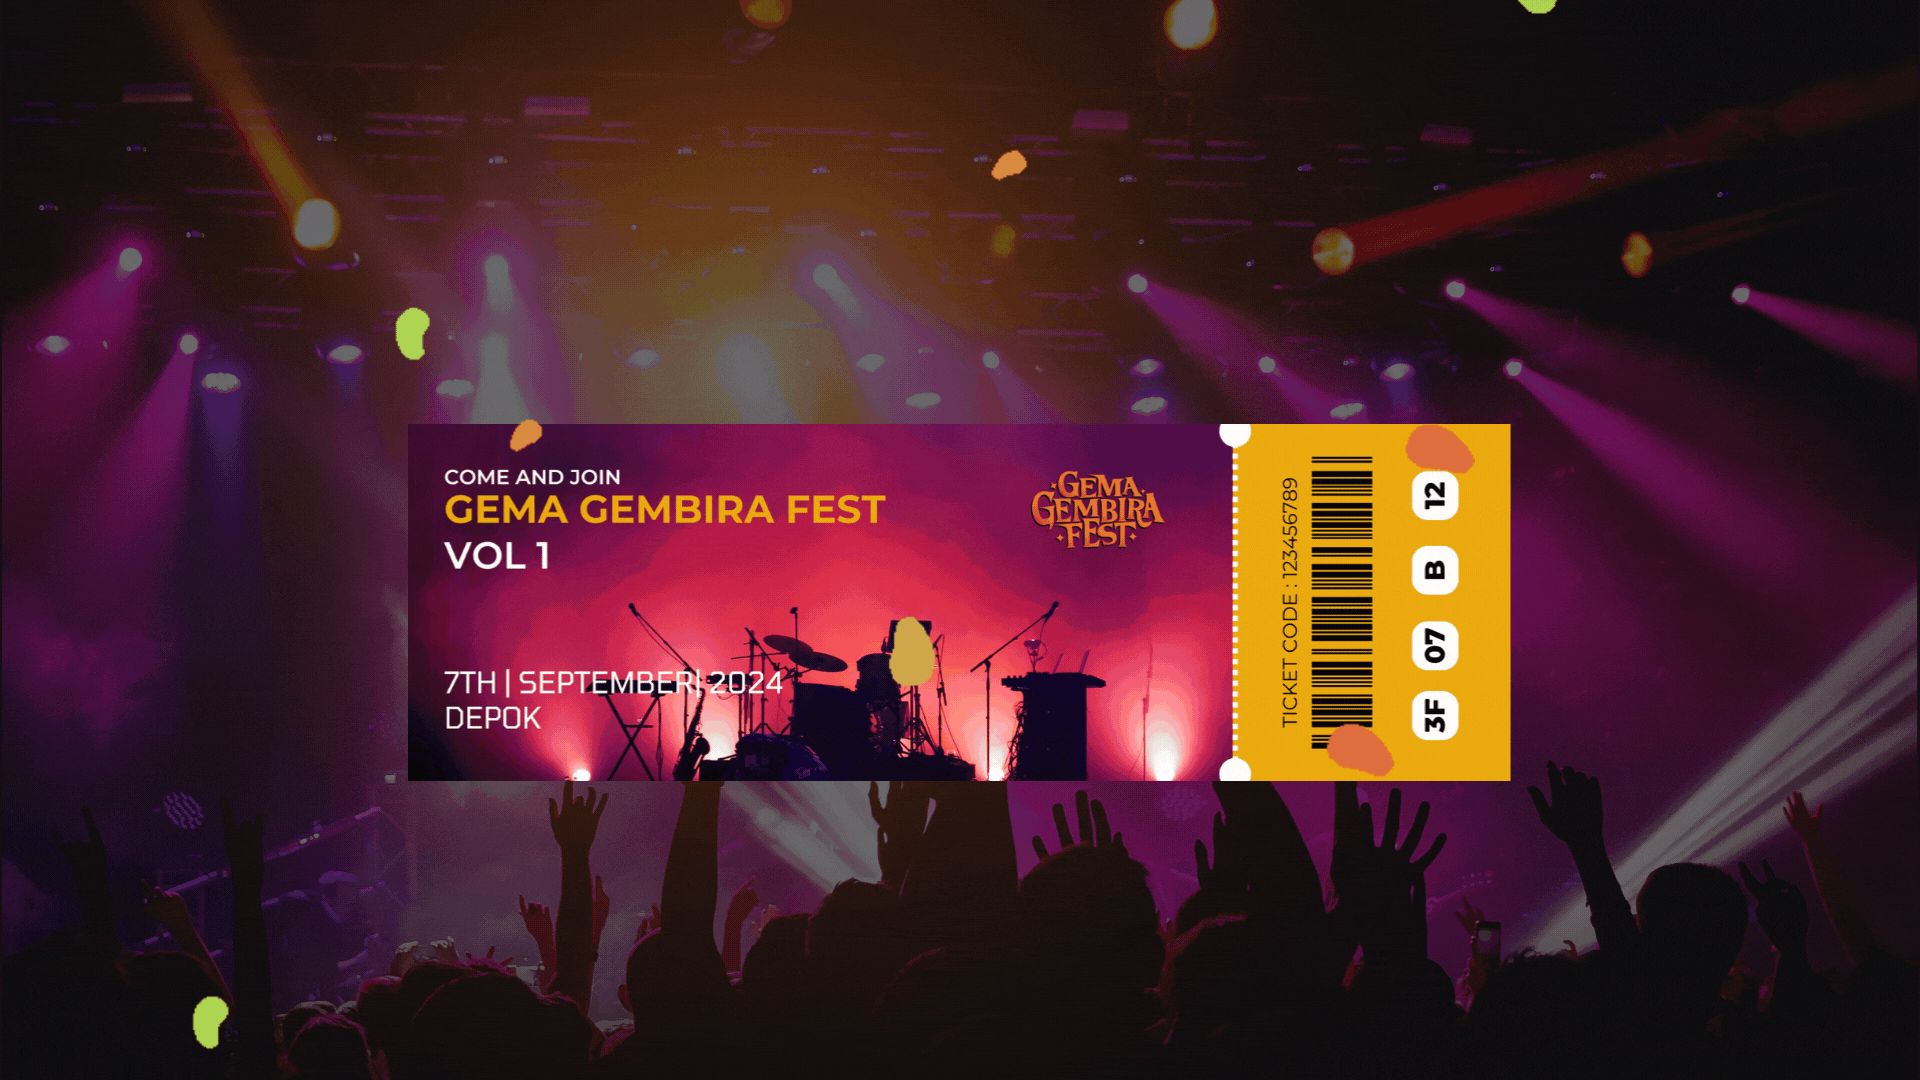 COME AND JOIN
GEMA GEMBIRA FEST
VOL 1
7TH | SEPTEMBER| 2024
DEPOK
GEMA
GEMBIRA
FEST
TICKET CODE : 123456789
12
B
07
3F